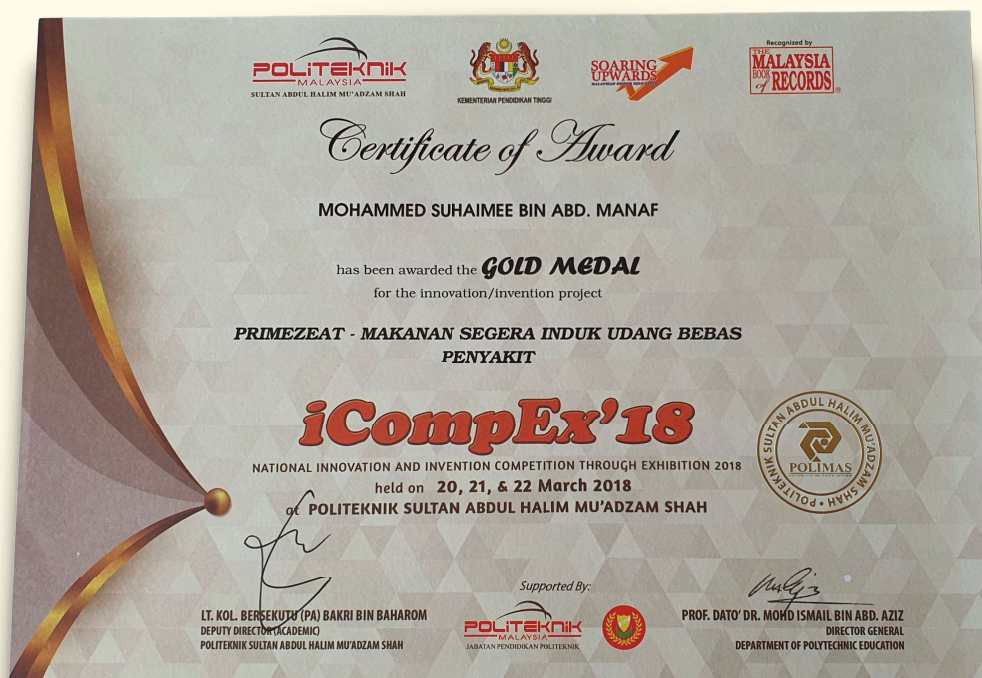 POLITEKNIK
MALAYSIA
SULTAN ABDUL HALIM MU'ADZAM SHAH
KEMENTERIAN PENDIDIKAN TINGGI
SOARING
UPWARDS
MALAYSIAN HIGHER EDUCATION
Recognized by
THE
MALAYSIA
BOOK
of RECORDS
Certificate of Award
MOHAMMED SUHAIMEE BIN ABD. MANAF
has been awarded the GOLD MEDAL
for the innovation/invention project
PRIMEZEAT - MAKANAN SEGERA INDUK UDANG BEBAS
PENYAKIT
iCompEx'18
NATIONAL INNOVATION AND INVENTION COMPETITION THROUGH EXHIBITION 2018
held on 20, 21, & 22 March 2018
at POLITEKNIK SULTAN ABDUL HALIM MU'ADZAM SHAH
POLITEKNIK SULTAN ABDUL HALIM MU'ADZAM SHAH
POLIMAS
LT. KOL. BERSEKUTU (PA) BAKRI BIN BAHAROM
DEPUTY DIRECTOR (ACADEMIC)
POLITEKNIK SULTAN ABDUL HALIM MU'ADZAM SHAH
Supported By:
POLITEKNIK
MALAYSIA
JABATAN PENDIDIKAN POLITEKNIK
PROF. DATO' DR. MOHD ISMAIL BIN ABD. AZIZ
DIRECTOR GENERAL
DEPARTMENT OF POLYTECHNIC EDUCATION